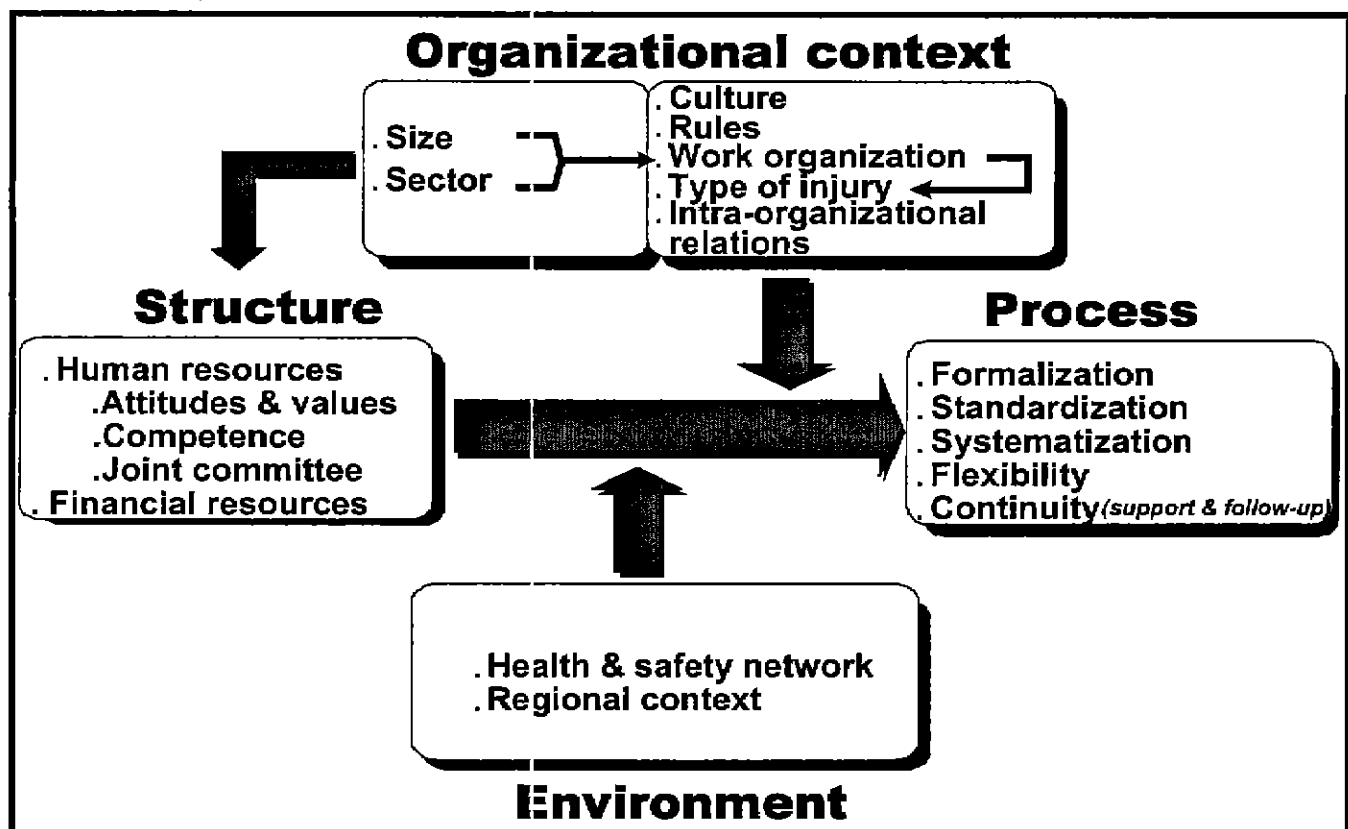 Organizational context
. Size
. Sector
. Culture
. Rules
. Work organization
. Type of injury
. Intra-organizational
relations
Structure
. Human resources
.Attitudes & values
.Competence
.Joint committee
. Financial resources
Process
. Formalization
. Standardization
. Systematization
. Flexibility
. Continuity(support & follow-up)
. Health & safety network
. Regional context
Environment